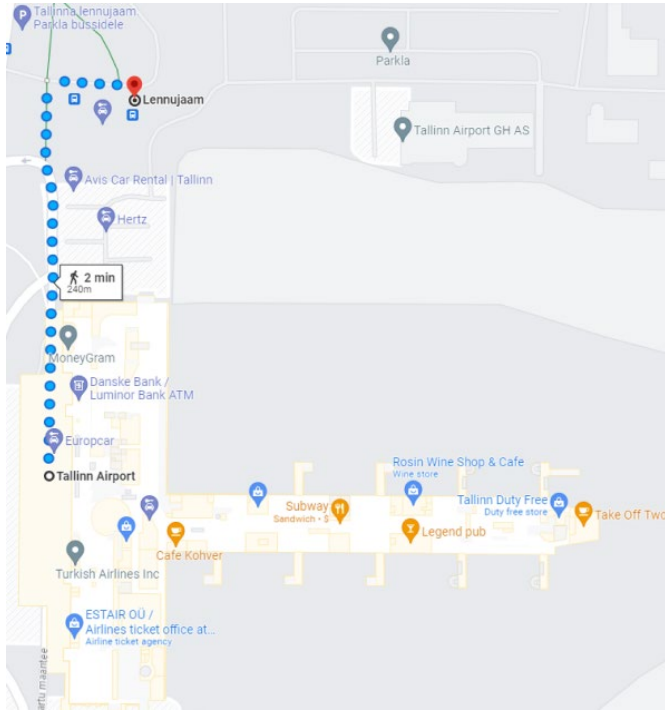 Tallinna lennujaam
Parkla bussidele
Parkla
Lennujaam
Tallinn Airport GH AS
Avis Car Rental | Tallinn
Hertz
2 min
240m
MoneyGram
Danske Bank /
Luminor Bank ATM
Europcar
Tallinn Airport
Rosin Wine Shop & Cafe
Wine store
Subway
Sandwich • $
Tallinn Duty Free
Duty free store
Take Off Two
Legend pub
Cafe Kohver
Turkish Airlines Inc
ESTAIR OÜ /
Airlines ticket office at...
Airline ticket agency
artu maantee